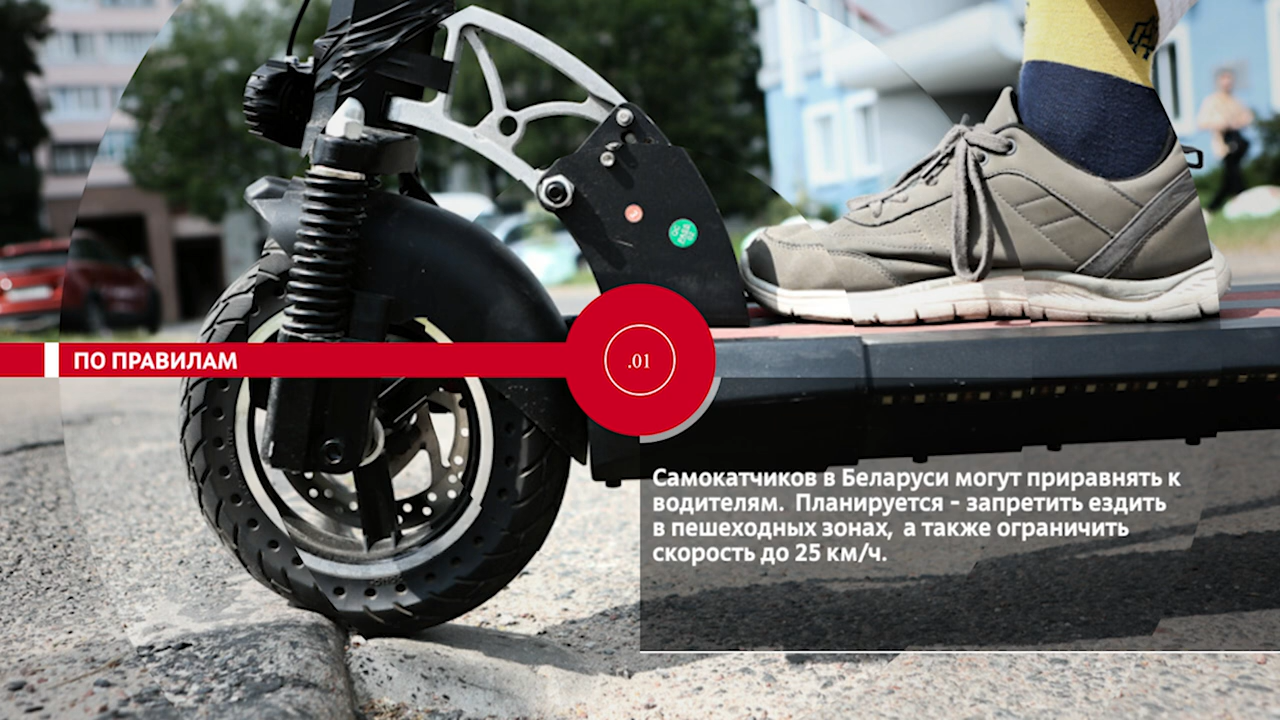 ПО ПРАВИЛАМ
.01
Самокатчиков в Беларуси могут приравнять к
водителям. Планируется - запретить ездить
в пешеходных зонах, а также ограничить
скорость до 25 км/ч.